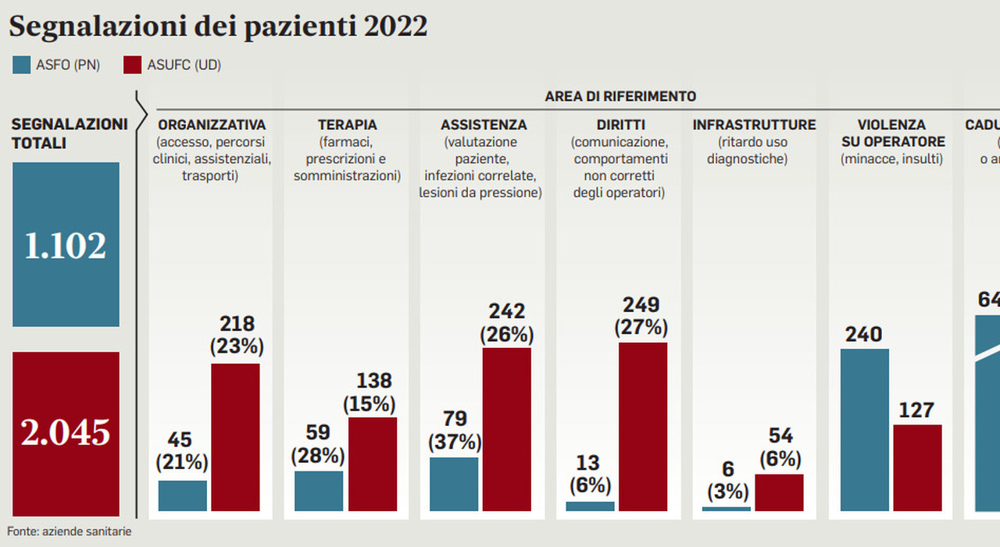 Segnalazioni dei pazienti 2022
ASFO (PN)
ASUFC (UD)
SEGNALAZIONI
TOTALI
1.102
2.045
AREA DI RIFERIMENTO
ORGANIZZATIVA
(accesso, percorsi
clinici, assistenziali,
trasporti)
218
(23%)
45
(21%)
TERAPIA
(farmaci,
prescrizioni e
somministrazioni)
138
(15%)
59
(28%)
ASSISTENZA
(valutazione
paziente,
infezioni correlate,
lesioni da pressione)
242
(26%)
79
(37%)
DIRITTI
(comunicazione,
comportamenti
non corretti
degli operatori)
249
(27%)
13
(6%)
INFRASTRUTTURE
(ritardo uso
diagnostiche)
54
(6%)
6
(3%)
VIOLENZA
SU OPERATORE
(minacce, insulti)
240
127
Fonte: aziende sanitarie